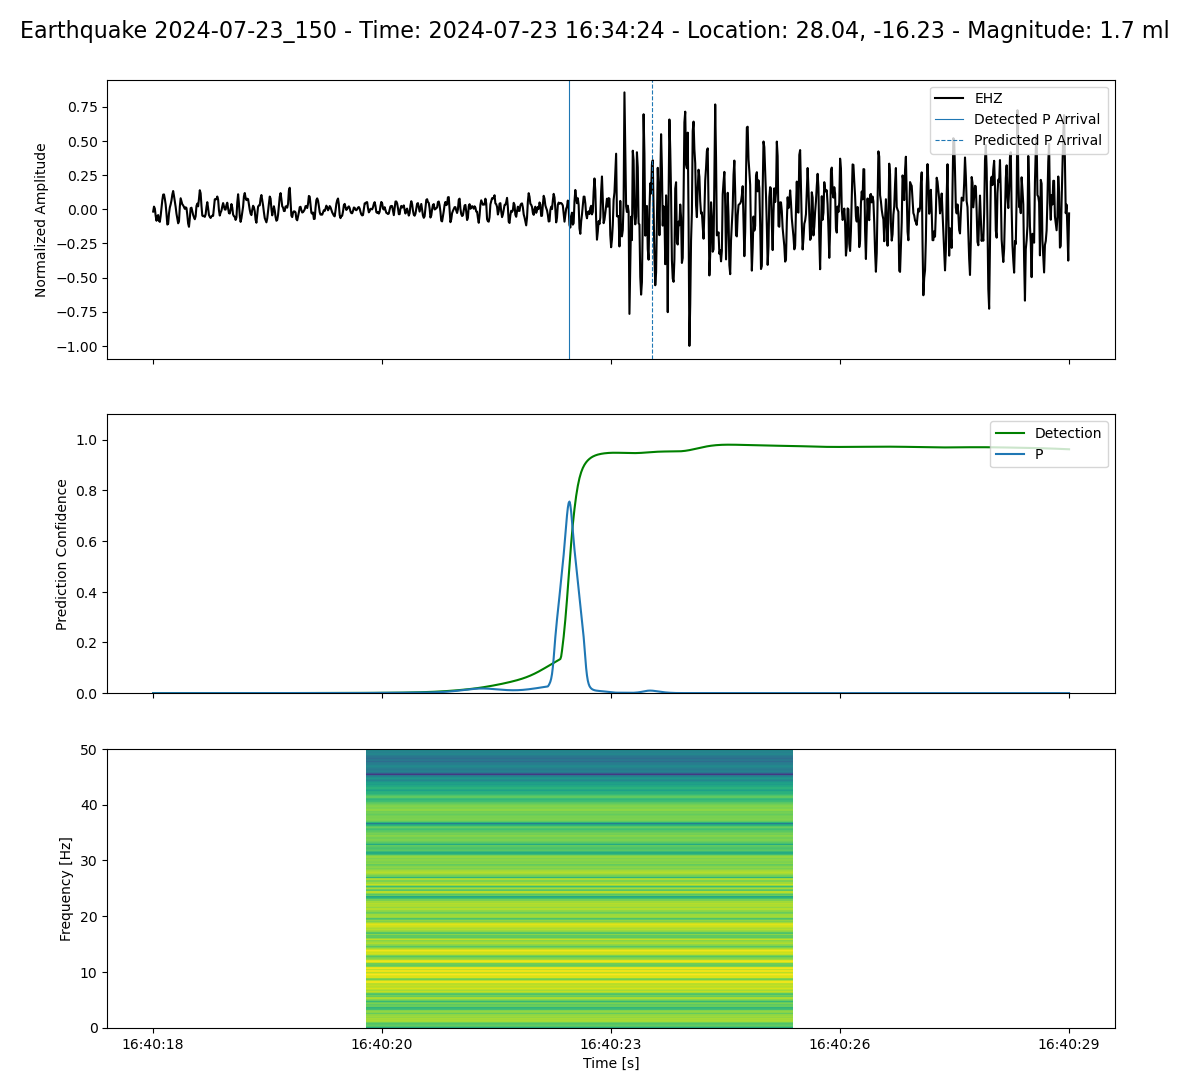 Earthquake 2024-07-23_150 - Time: 2024-07-23 16:34:24 - Location: 28.04, -16.23 - Magnitude: 1.7 ml
EHZ
Detected P Arrival
Predicted P Arrival
Normalized Amplitude
0.75
0.50
0.25
0.00
−0.25
−0.50
−0.75
−1.00
Detection
P
Prediction Confidence
1.0
0.8
0.6
0.4
0.2
0.0
Frequency [Hz]
50
40
30
20
10
0
16:40:18
16:40:20
16:40:23
16:40:26
16:40:29
Time [s]